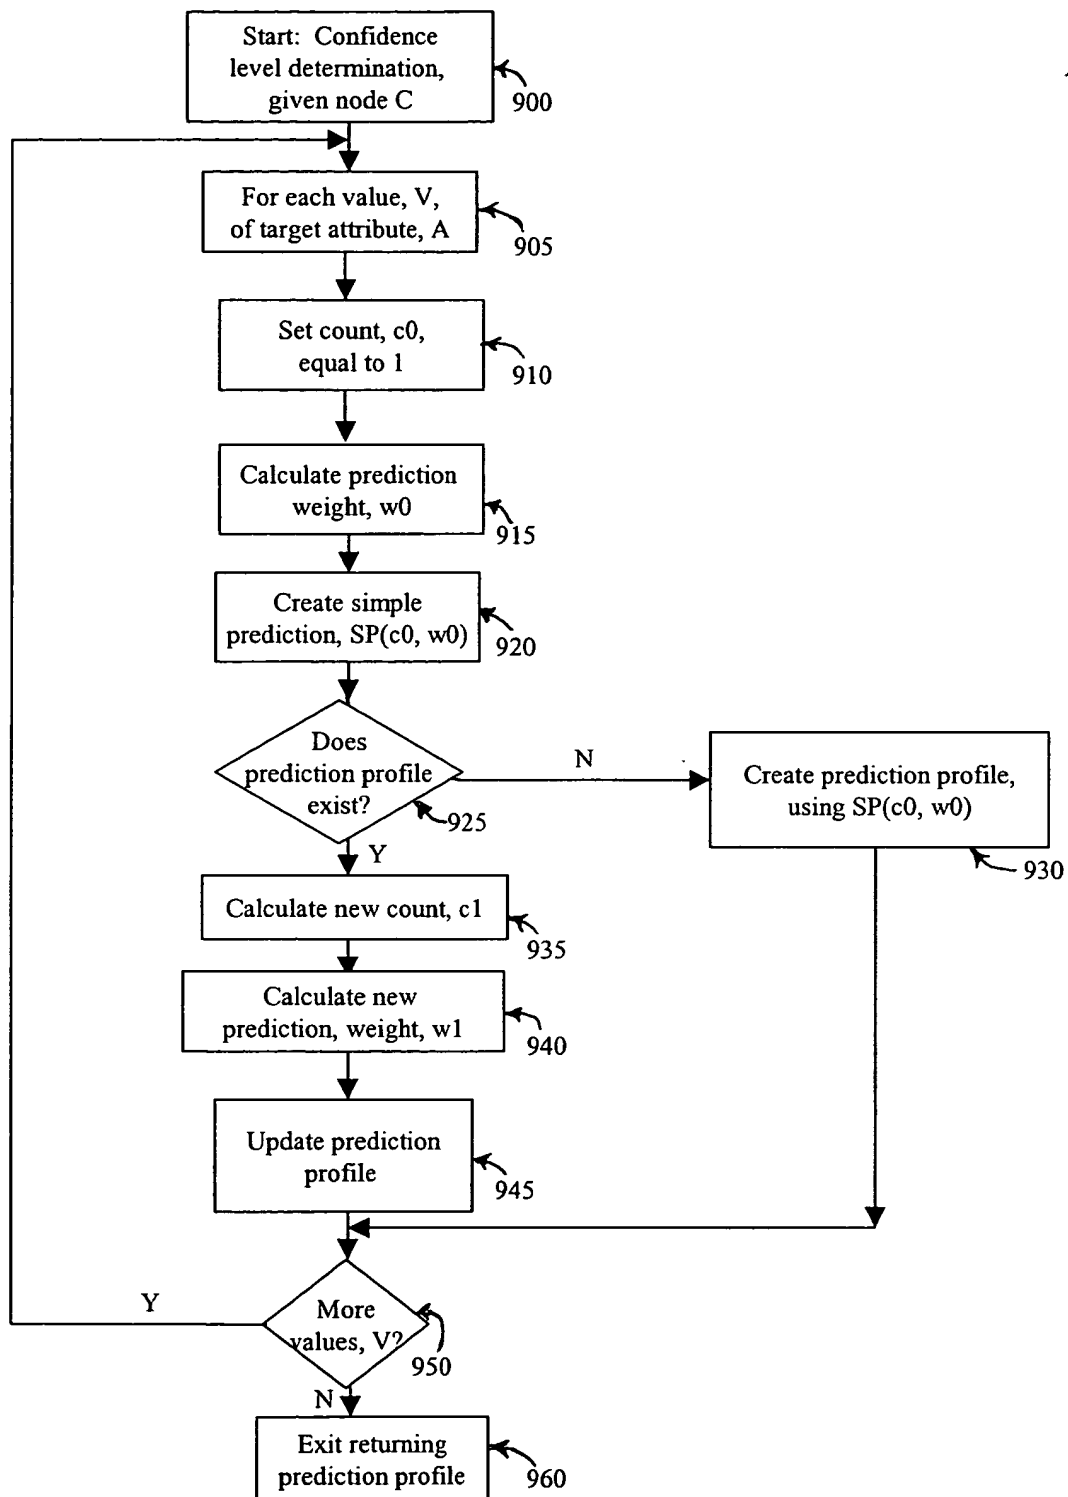 Start: Confidence
level determination,
given node C
900
For each value, V,
of target attribute, A
905
Set count, c0,
equal to 1
910
Calculate prediction
weight, w0
915
Create simple
prediction, SP(c0, w0)
920
Does
prediction profile
exist?
925
N
Create prediction profile,
using SP(c0, w0)
930
Y
Calculate new count, c1
935
Calculate new
prediction, weight, w1
940
Update prediction
profile
945
Y
More
values, V?
950
N
Exit returning
prediction profile
960